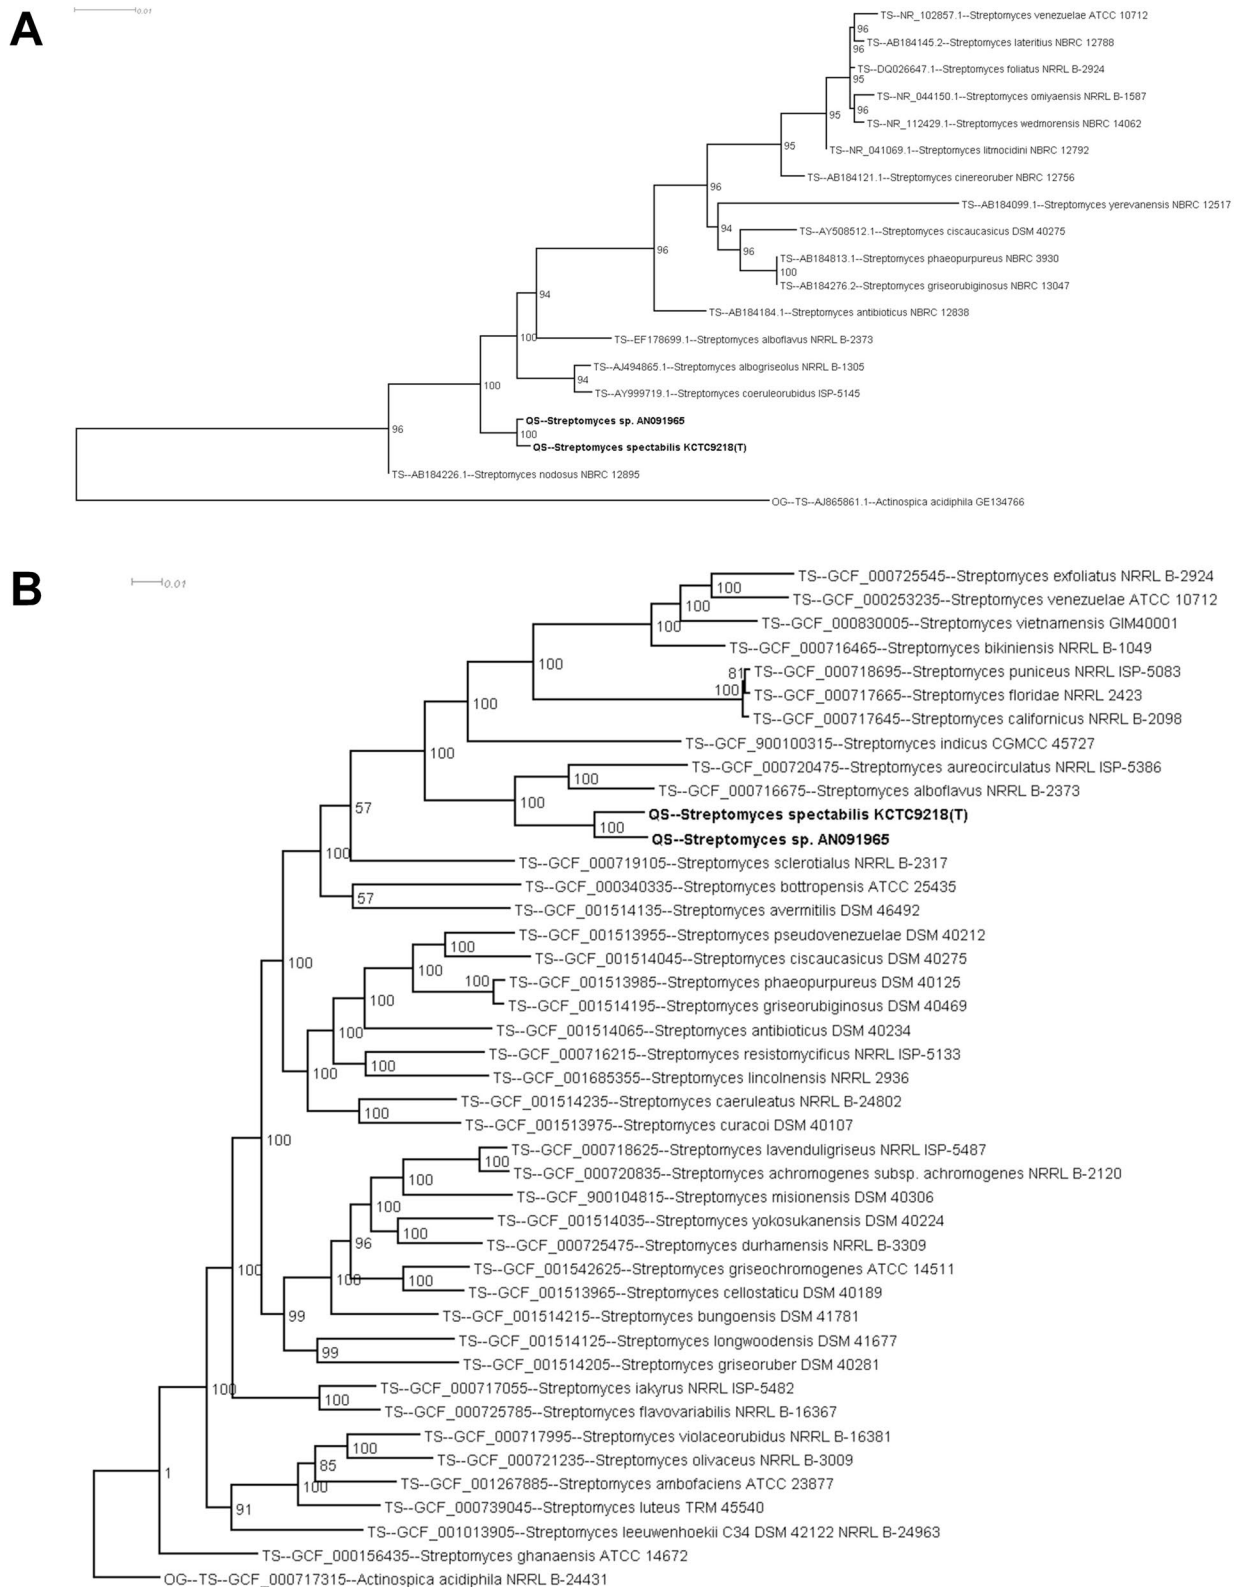 A
0.01
TS--NR_102857.1--Streptomyces venezuelae ATCC 10712
96
TS--AB184145.2--Streptomyces lateritius NBRC 12788
96
TS--DQ026647.1--Streptomyces foliatus NRRL B-2924
95
TS--NR_044150.1--Streptomyces omiyaensis NRRL B-1587
96
95
TS--NR_112429.1--Streptomyces wedmorensis NBRC 14062
95
TS--NR_041069.1--Streptomyces litmocidini NBRC 12792
TS--AB184121.1--Streptomyces cinereoruber NBRC 12756
96
TS--AB184099.1--Streptomyces yerevanensis NBRC 12517
94
TS--AY508512.1--Streptomyces ciscaucasicus DSM 40275
96
96
TS--AB184813.1--Streptomyces phaeopurpureus NBRC 3930
100
TS--AB184276.2--Streptomyces griseorubiginosus NBRC 13047
94
TS--AB184184.1--Streptomyces antibioticus NBRC 12838
100
TS--EF178699.1--Streptomyces alboflavus NRRL B-2373
TS--AJ494865.1--Streptomyces albogriseolus NRRL B-1305
94
100
TS--AY999719.1--Streptomyces coeruleorubidus ISP-5145
QS--Streptomyces sp. AN091965
96
100
QS--Streptomyces spectabilis KCTC9218(T)
TS--AB184226.1--Streptomyces nodosus NBRC 12895
OG--TS--AJ865861.1--Actinospica acidiphila GE134766
B
0.01
TS--GCF_000725545--Streptomyces exfoliatus NRRL B-2924
100
TS--GCF_000253235--Streptomyces venezuelae ATCC 10712
100
TS--GCF_000830005--Streptomyces vietnamensis GIM40001
100
TS--GCF_000716465--Streptomyces bikiniensis NRRL B-1049
100
TS--GCF_000718695--Streptomyces puniceus NRRL ISP-5083
81
100
TS--GCF_000717665--Streptomyces floridae NRRL 2423
100
TS--GCF_000717645--Streptomyces californicus NRRL B-2098
TS--GCF_900100315--Streptomyces indicus CGMCC 45727
100
TS--GCF_000720475--Streptomyces aureocirculatus NRRL ISP-5386
100
TS--GCF_000716675--Streptomyces alboflavus NRRL B-2373
100
57
QS--Streptomyces spectabilis KCTC9218(T)
100
QS--Streptomyces sp. AN091965
100
TS--GCF_000719105--Streptomyces sclerotialus NRRL B-2317
TS--GCF_000340335--Streptomyces bottropensis ATCC 25435
57
TS--GCF_001514135--Streptomyces avermitilis DSM 46492
TS--GCF_001513955--Streptomyces pseudovenezuelae DSM 40212
100
TS--GCF_001514045--Streptomyces ciscaucasicus DSM 40275
100
100
TS--GCF_001513985--Streptomyces phaeopurpureus DSM 40125
100
100
TS--GCF_001514195--Streptomyces griseorubiginosus DSM 40469
100
TS--GCF_001514065--Streptomyces antibioticus DSM 40234
TS--GCF_000716215--Streptomyces resistomycificus NRRL ISP-5133
100
100
TS--GCF_001685355--Streptomyces lincolnensis NRRL 2936
TS--GCF_001514235--Streptomyces caeruleatus NRRL B-24802
100
TS--GCF_001513975--Streptomyces curacoi DSM 40107
100
TS--GCF_000718625--Streptomyces lavenduligriseus NRRL ISP-5487
100
TS--GCF_000720835--Streptomyces achromogenes subsp. achromogenes NRRL B-2120
100
TS--GCF_900104815--Streptomyces misionensis DSM 40306
100
TS--GCF_001514035--Streptomyces yokosukanensis DSM 40224
100
96
TS--GCF_000725475--Streptomyces durhamensis NRRL B-3309
100
TS--GCF_001542625--Streptomyces griseochromogenes ATCC 14511
100
100
TS--GCF_001513965--Streptomyces cellostaticu DSM 40189
99
TS--GCF_001514215--Streptomyces bungoensis DSM 41781
TS--GCF_001514125--Streptomyces longwoodensis DSM 41677
99
TS--GCF_001514205--Streptomyces griseoruber DSM 40281
100
TS--GCF_000717055--Streptomyces iakyrus NRRL ISP-5482
100
TS--GCF_000725785--Streptomyces flavovariabilis NRRL B-16367
TS--GCF_000717995--Streptomyces violaceorubidus NRRL B-16381
100
TS--GCF_000721235--Streptomyces olivaceus NRRL B-3009
85
1
TS--GCF_001267885--Streptomyces ambofaciens ATCC 23877
100
TS--GCF_000739045--Streptomyces luteus TRM 45540
91
TS--GCF_001013905--Streptomyces leeuwenhoekii C34 DSM 42122 NRRL B-24963
TS--GCF_000156435--Streptomyces ghanaensis ATCC 14672
OG--TS--GCF_000717315--Actinospica acidiphila NRRL B-24431